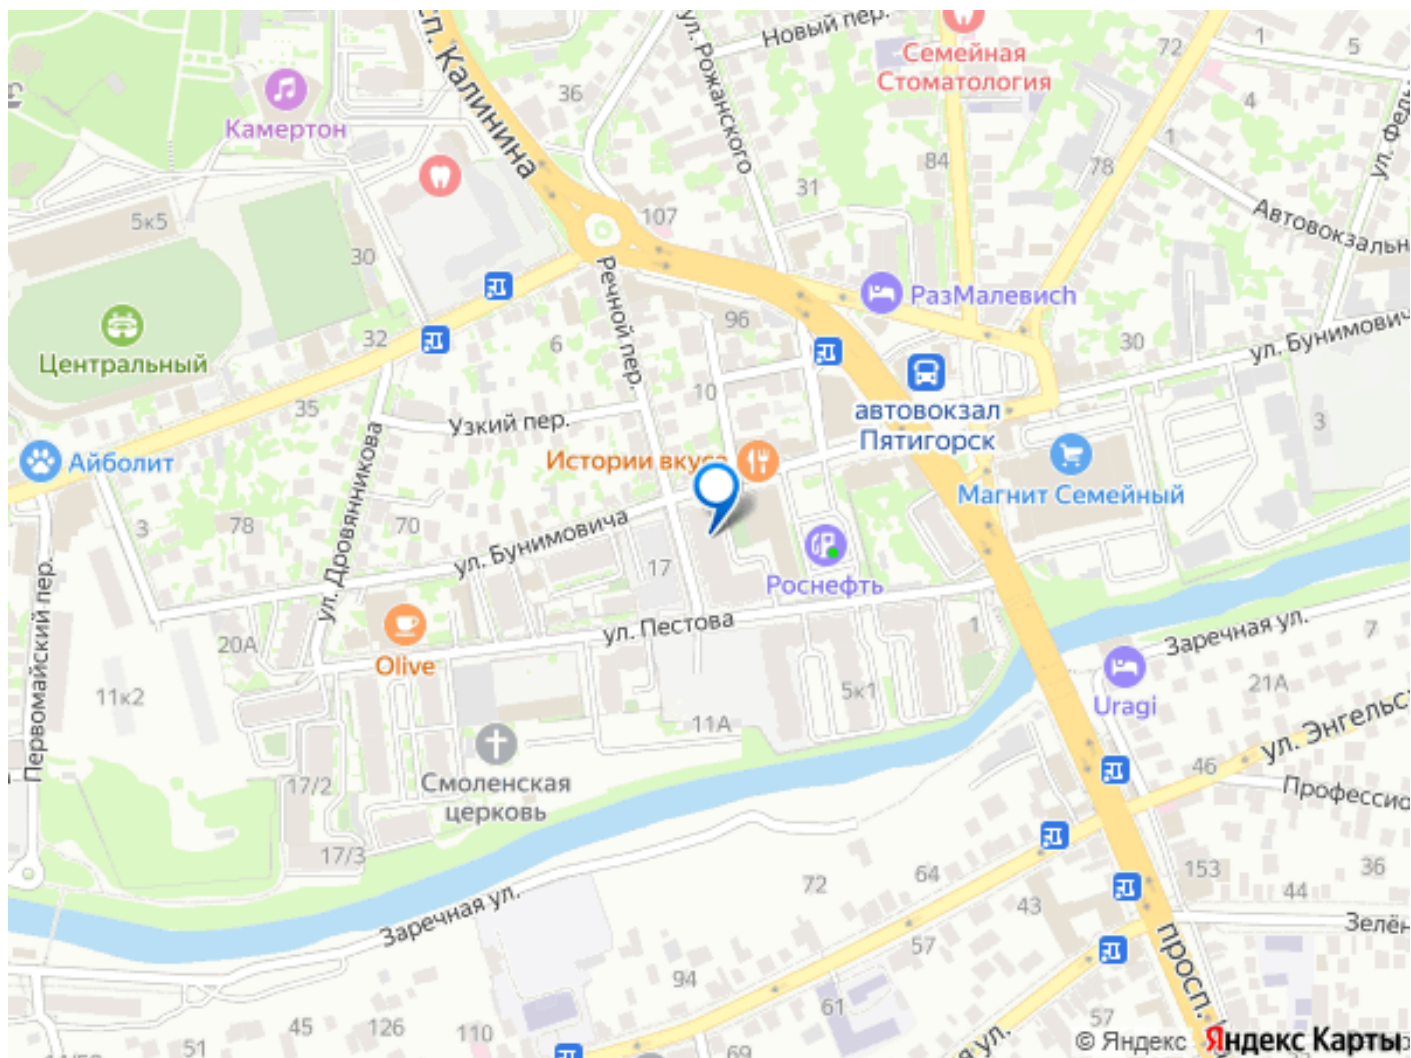 сп. Калинина
ул. Рожанского
Новый пер.
Семейная
Стоматология
72
1
5
4
ул. Федь
36
Камертон
84
1
78
31
5к5
107
Автовокзальн
30
Речной пер.
РазМалевич
Центральный
32
6
96
30
ул. Бунимович
10
35
Узкий пер.
автовокзал
Пятигорск
3
Айболит
Истории вкуса
Магнит Семейный
ул. Дровянникова
3
78
70
ул. Бунимовича
17
Роснефть
Первомайский пер.
20А
Olive
ул. Пестова
1
Заречная ул.
7
11к2
5к1
21А
Uragi
11А
ул. Энгельс
Смоленская
церковь
17/2
46
Профессио
17/3
Заречная ул.
72
64
153
36
44
43
Зелён
57
просп.
94
61
45
126
110
51
69
57
я ул.
© Яндекс
Яндекс Карты